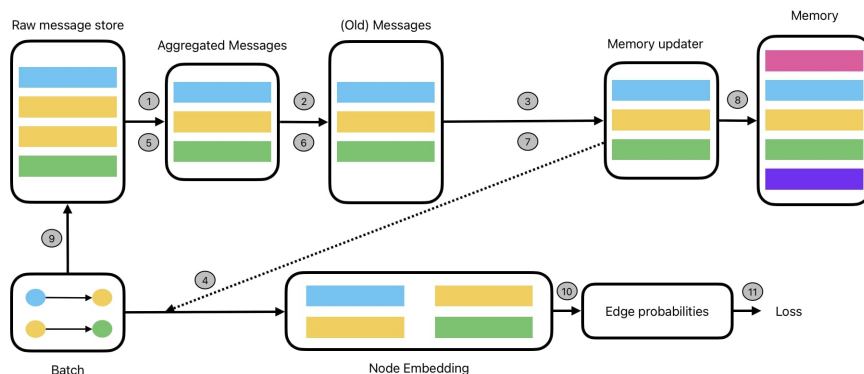 Raw message store
Aggregated Messages
(Old) Messages
Memory updater
Memory
1
2
3
8
5
6
7
9
4
10
11
Edge probabilities
Loss
Batch
Node Embedding